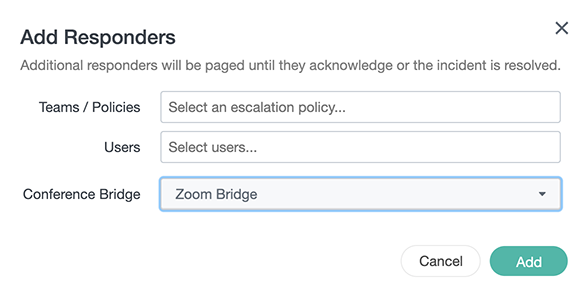 Add Responders
Additional responders will be paged until they acknowledge or the incident is resolved.
Teams / Policies
Select an escalation policy...
Users
Select users...
Conference Bridge
Zoom Bridge
Cancel
Add